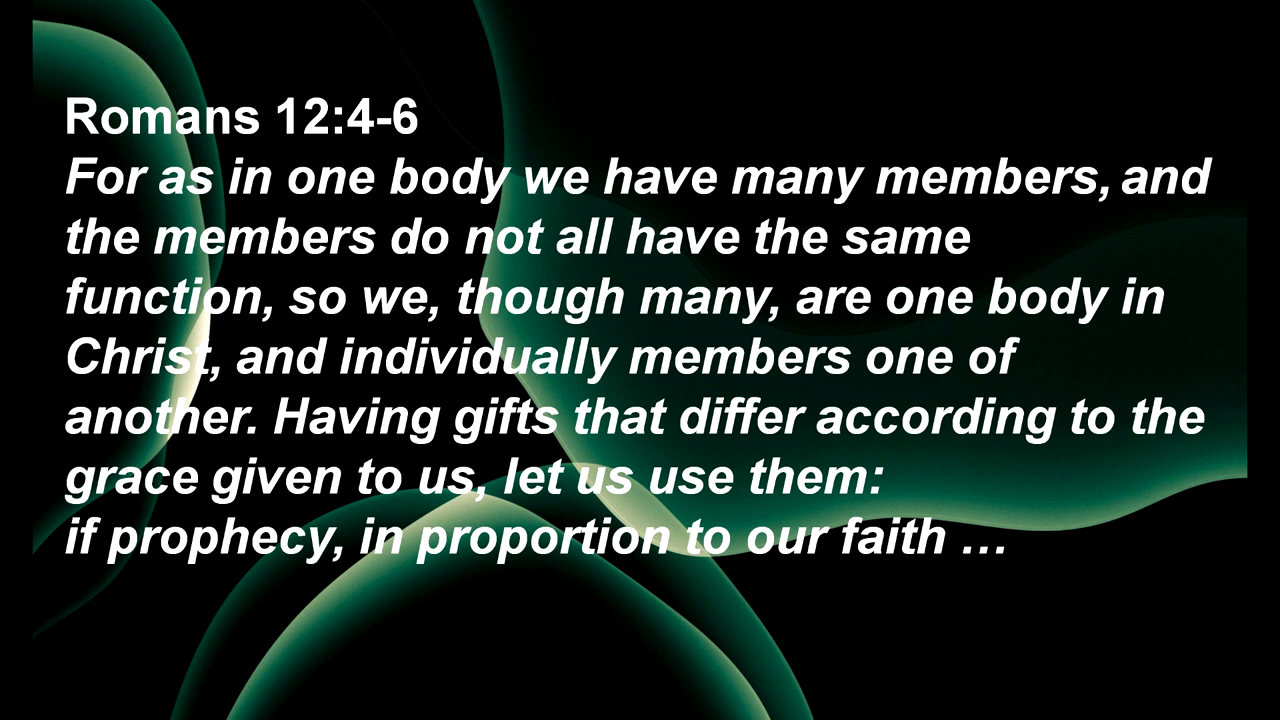 Romans 12:4-6
For as in one body we have many members, and
the members do not all have the same
function, so we, though many, are one body in
Christ, and individually members one of
another. Having gifts that differ according to the
grace given to us, let us use them:
if prophecy, in proportion to our faith …